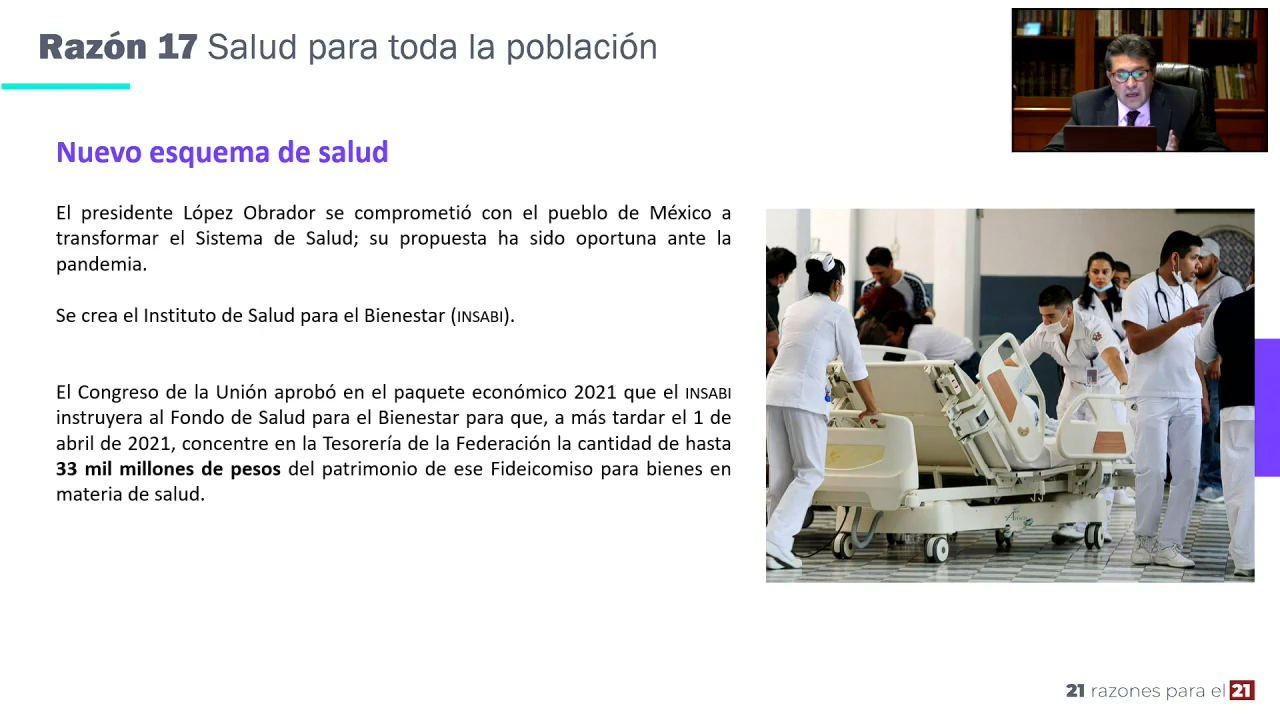 Razón 17 Salud para toda la población
Nuevo esquema de salud
El presidente López Obrador se comprometió con el pueblo de México a
transformar el Sistema de Salud; su propuesta ha sido oportuna ante la
pandemia.
Se crea el Instituto de Salud para el Bienestar (INSABI).
El Congreso de la Unión aprobó en el paquete económico 2021 que el INSABI
instruyera al Fondo de Salud para el Bienestar para que, a más tardar el 1 de
abril de 2021, concentre en la Tesorería de la Federación la cantidad de hasta
33 mil millones de pesos del patrimonio de ese Fideicomiso para bienes en
materia de salud.
21 razones para el 21